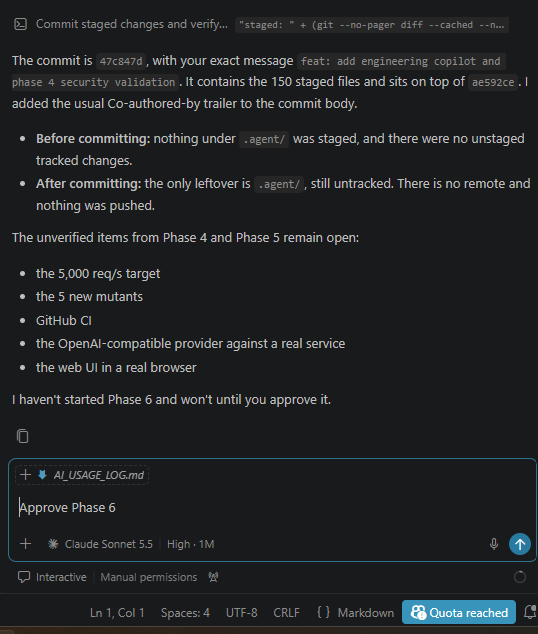 Commit staged changes and verify... "staged: " + (git --no-pager diff --cached --n...
The commit is 47c847d, with your exact message feat: add engineering copilot and
phase 4 security validation. It contains the 150 staged files and sits on top of ae592ce. I
added the usual Co-authored-by trailer to the commit body.
• Before committing: nothing under .agent/ was staged, and there were no unstaged
tracked changes.
• After committing: the only leftover is .agent/, still untracked. There is no remote and
nothing was pushed.
The unverified items from Phase 4 and Phase 5 remain open:
• the 5,000 req/s target
• the 5 new mutants
• GitHub CI
• the OpenAI-compatible provider against a real service
• the web UI in a real browser
I haven't started Phase 6 and won't until you approve it.
AI_USAGE_LOG.md
Approve Phase 6
Claude Sonnet 5.5 High · 1M
Interactive Manual permissions
Ln 1, Col 1 Spaces: 4 UTF-8 CRLF {} Markdown Quota reached